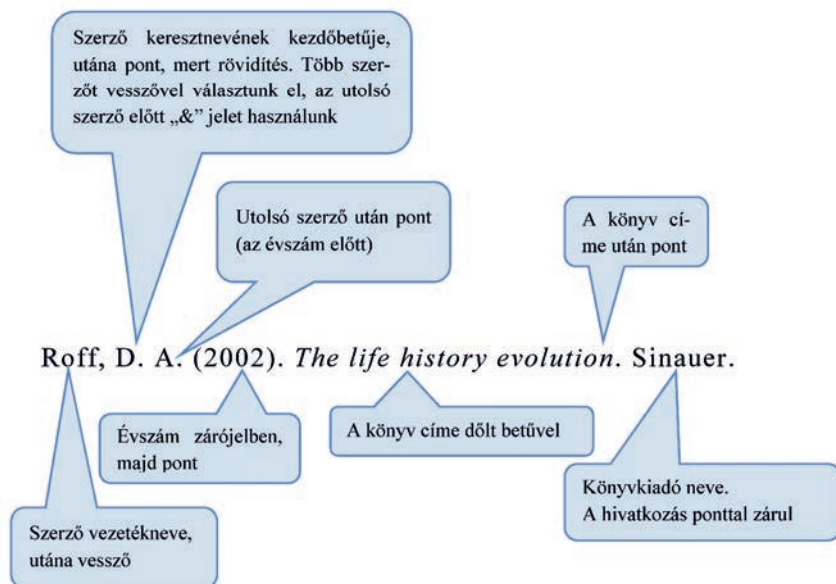 Szerző keresztnevének kezdőbetűje,
utána pont, mert rövidítés. Több szer-
zőt vesszővel választunk el, az utolsó
szerző előtt „&” jelet használunk
Utolsó szerző után pont
(az évszám előtt)
A könyv cí-
me után pont
Roff, D. A. (2002). The life history evolution. Sinauer.
Évszám zárójelben,
majd pont
A könyv címe dőlt betűvel
Könyvkiadó neve.
A hivatkozás ponttal zárul
Szerző vezetékneve,
utána vessző